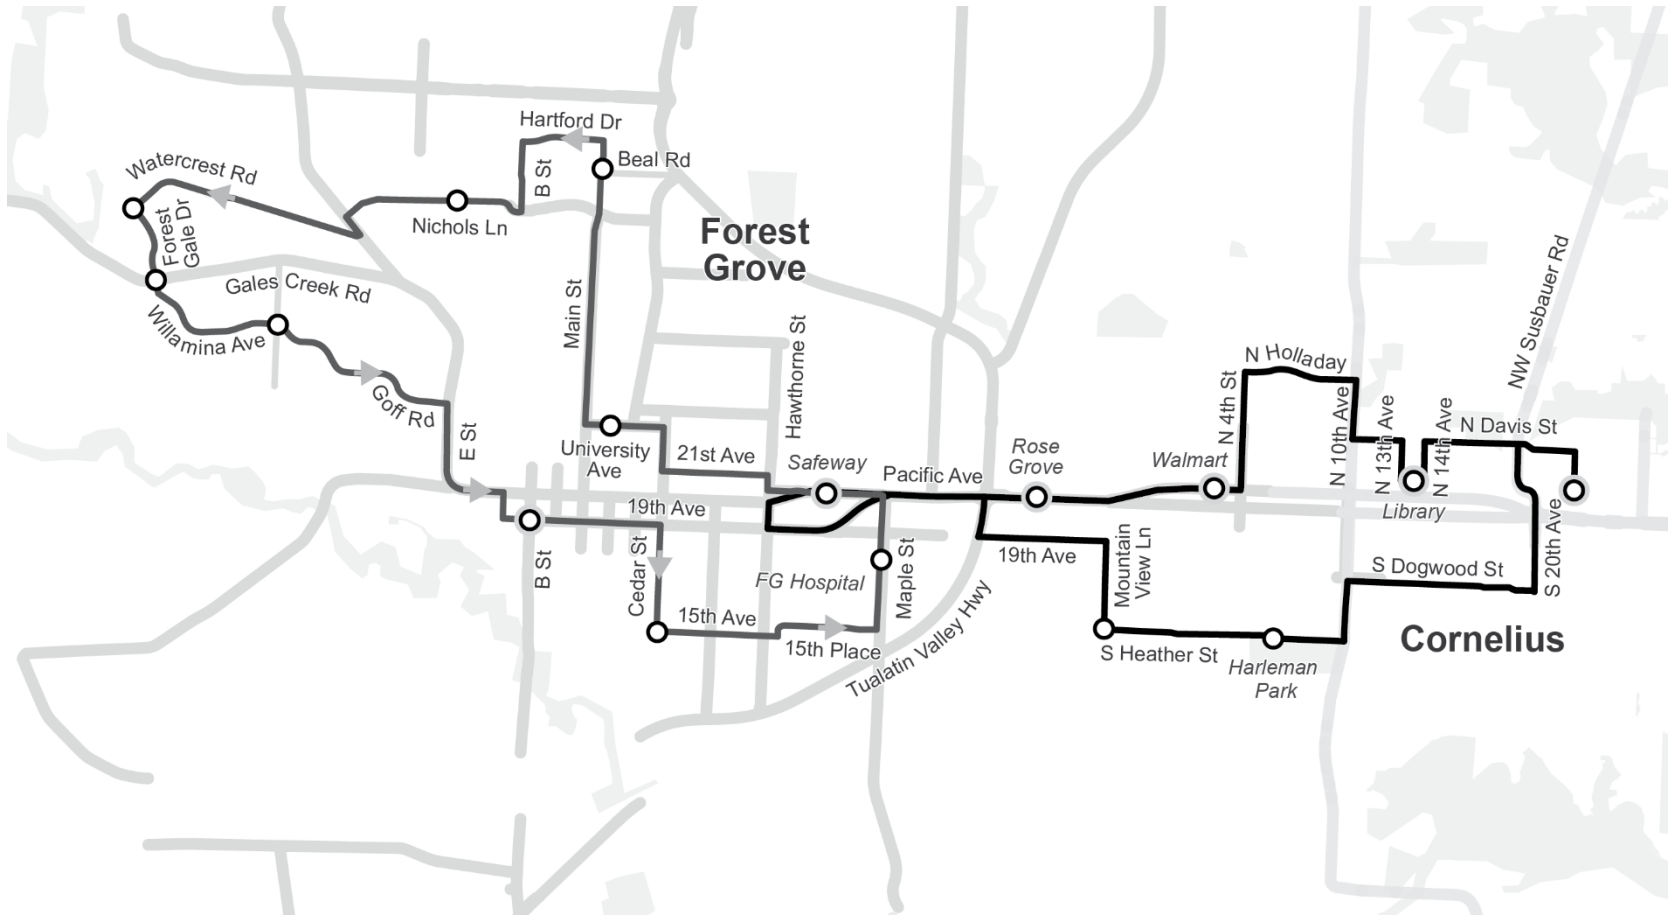 Hartford Dr
Beal Rd
B St
Watercrest Rd
Forest
Gale Dr
Nichols Ln
Forest
Grove
Gales Creek Rd
Willamina Ave
Main St
Goff Rd
E St
University
Ave
21st Ave
Hawthorne St
Safeway
Pacific Ave
Rose
Grove
Walmart
N 4th St
N Holladay
N 10th Ave
N 13th Ave
N 14th Ave
N Davis St
NW Susbauer Rd
Library
S 20th Ave
19th Ave
B St
Cedar St
FG Hospital
Maple St
15th Ave
15th Place
Tualatin Valley Hwy
19th Ave
Mountain
View Ln
S Heather St
Harleman
Park
S Dogwood St
Cornelius